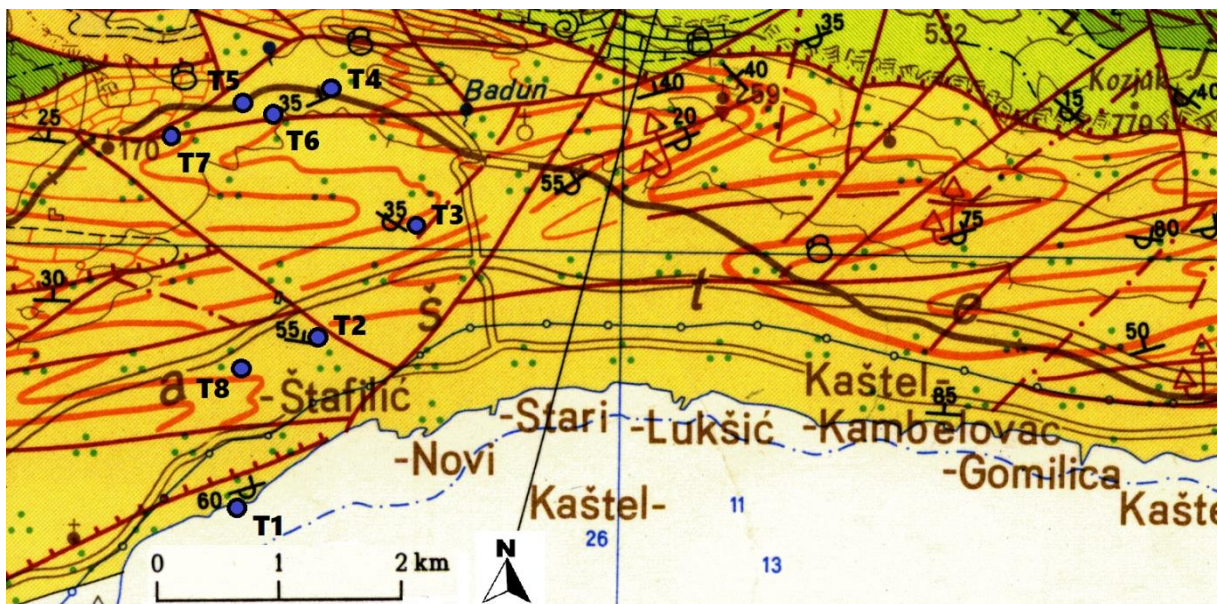 35
532
Kozjak
40
40
15
40
T5
T4
Badun
259
779
35
T6
20
25
170
T7
55
35
T3
75
80
30
š
t
e
T2
55
50
a
T8
-Štafilić
Kaštel-
85
-Stari
-Lukšić
-Kambelovac
-Novi
-Gomilica
60
T1
Kaštel-
11
Kašte
26
13
0 1 2 km
N